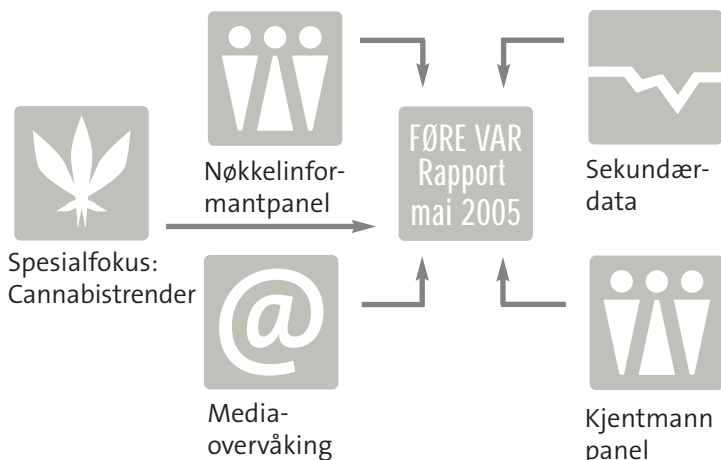 Nøkkelinfor-
mantpanel
FØRE VAR
Rapport
mai 2005
Sekundær-
data
Spesialfokus:
Cannabistrender
@
Media-
overvåking
Kjentmann
panel